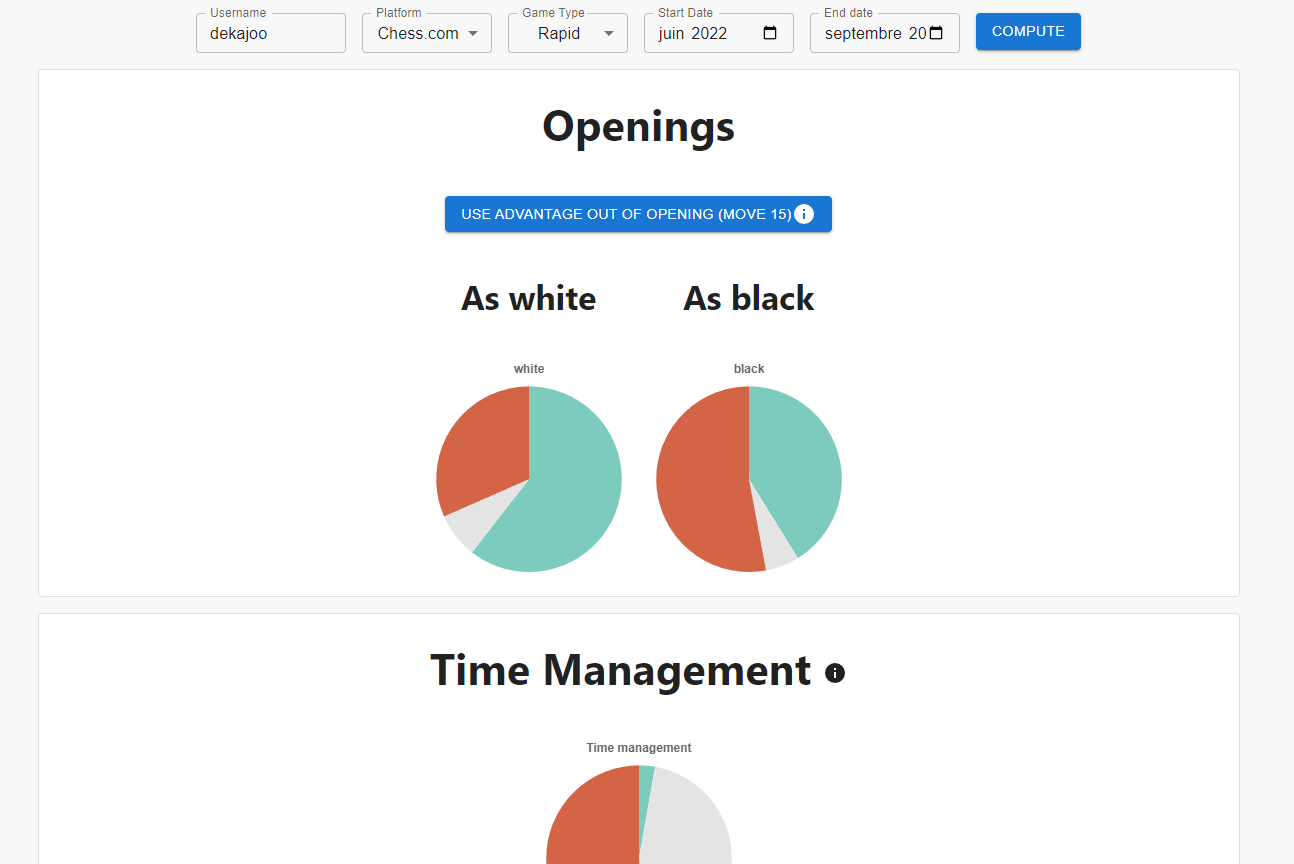 Username Platform Game Type Start Date End date
dekajoo Chess.com Rapid juin 2022 septembre 20 COMPUTE
Openings
USE ADVANTAGE OUT OF OPENING (MOVE 15)
As white As black
white black
Time Management
Time management